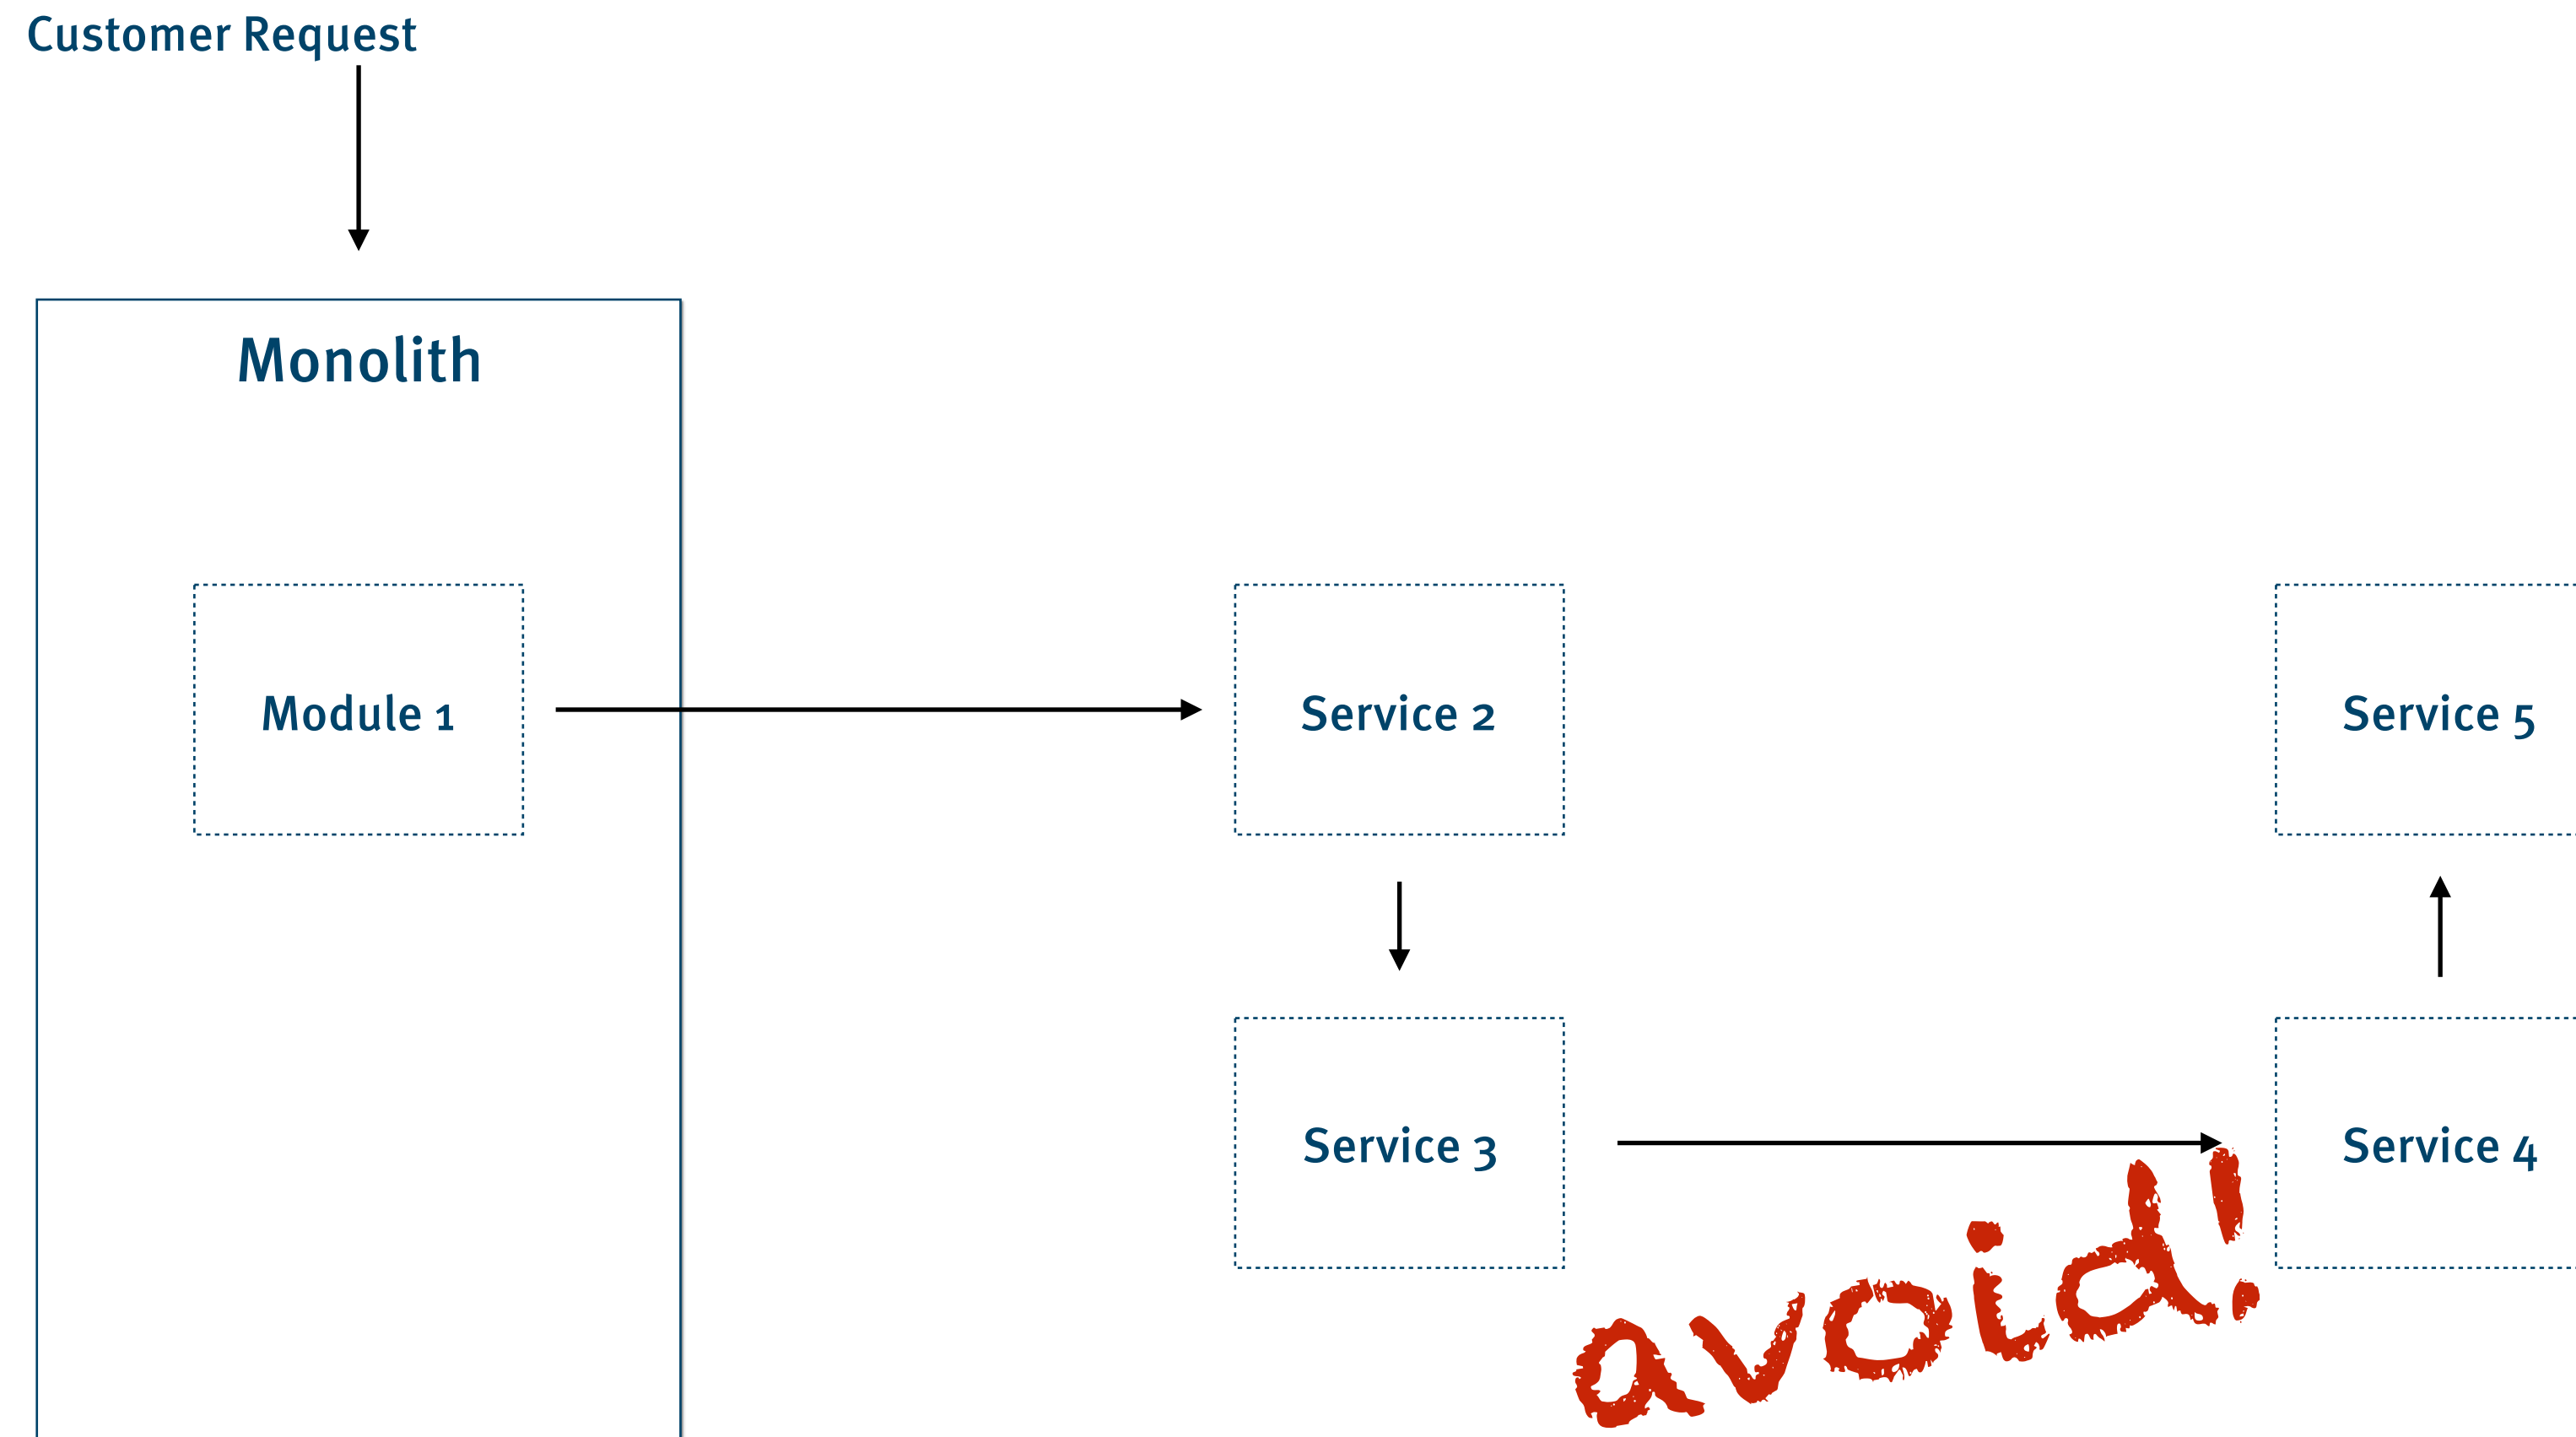 Customer Request
Monolith
Module 1
Service 2
Service 5
Service 3
Service 4
avoid!